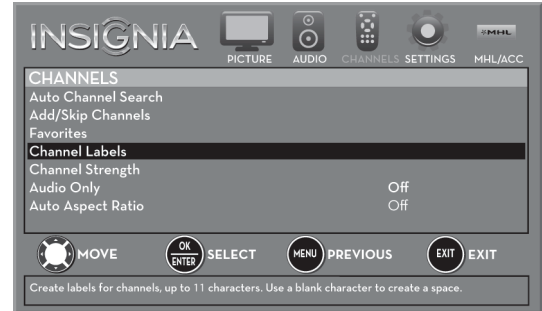 INSIGNIA
PICTURE AUDIO CHANNELS SETTINGS MHL/ACC
MHL
CHANNELS
Auto Channel Search
Add/Skip Channels
Favorites
Channel Labels
Channel Strength
Audio Only Off
Auto Aspect Ratio Off
MOVE OK ENTER SELECT MENU PREVIOUS EXIT EXIT
Create labels for channels, up to 11 characters. Use a blank character to create a space.